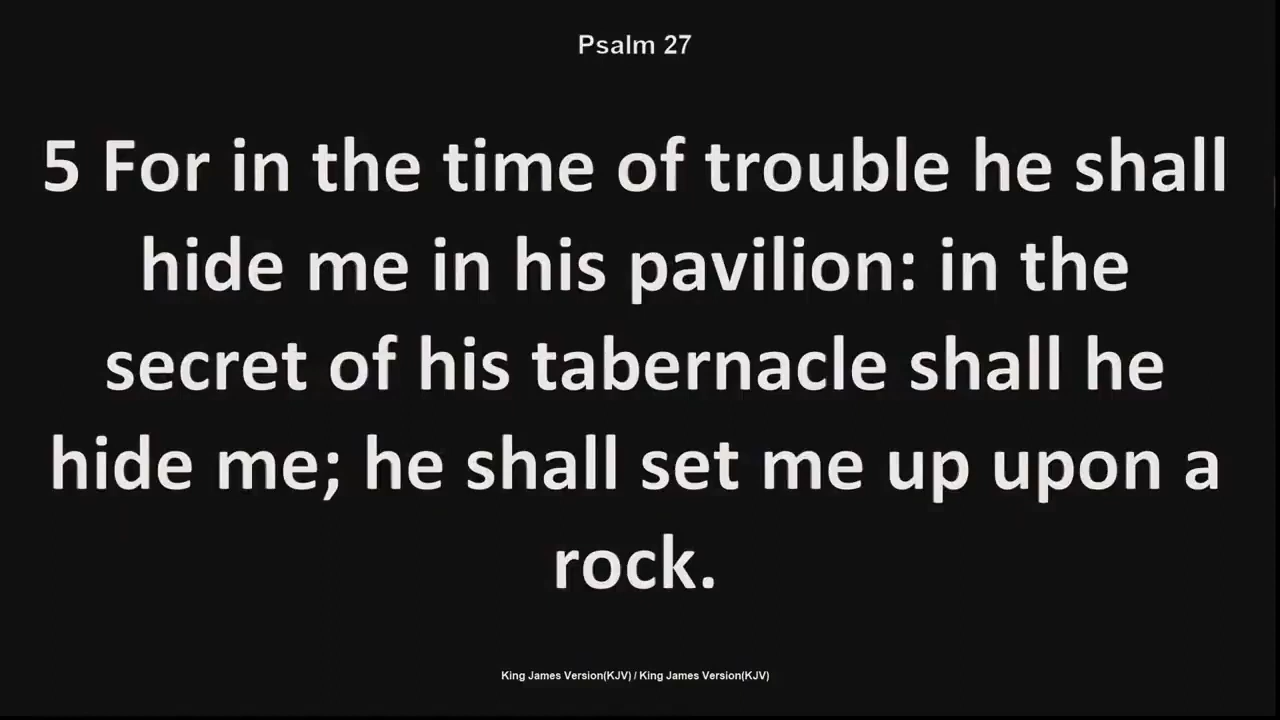 Psalm 27
5 For in the time of trouble he shall
hide me in his pavilion: in the
secret of his tabernacle shall he
hide me; he shall set me up upon a
rock.
King James Version(KJV) / King James Version(KJV)